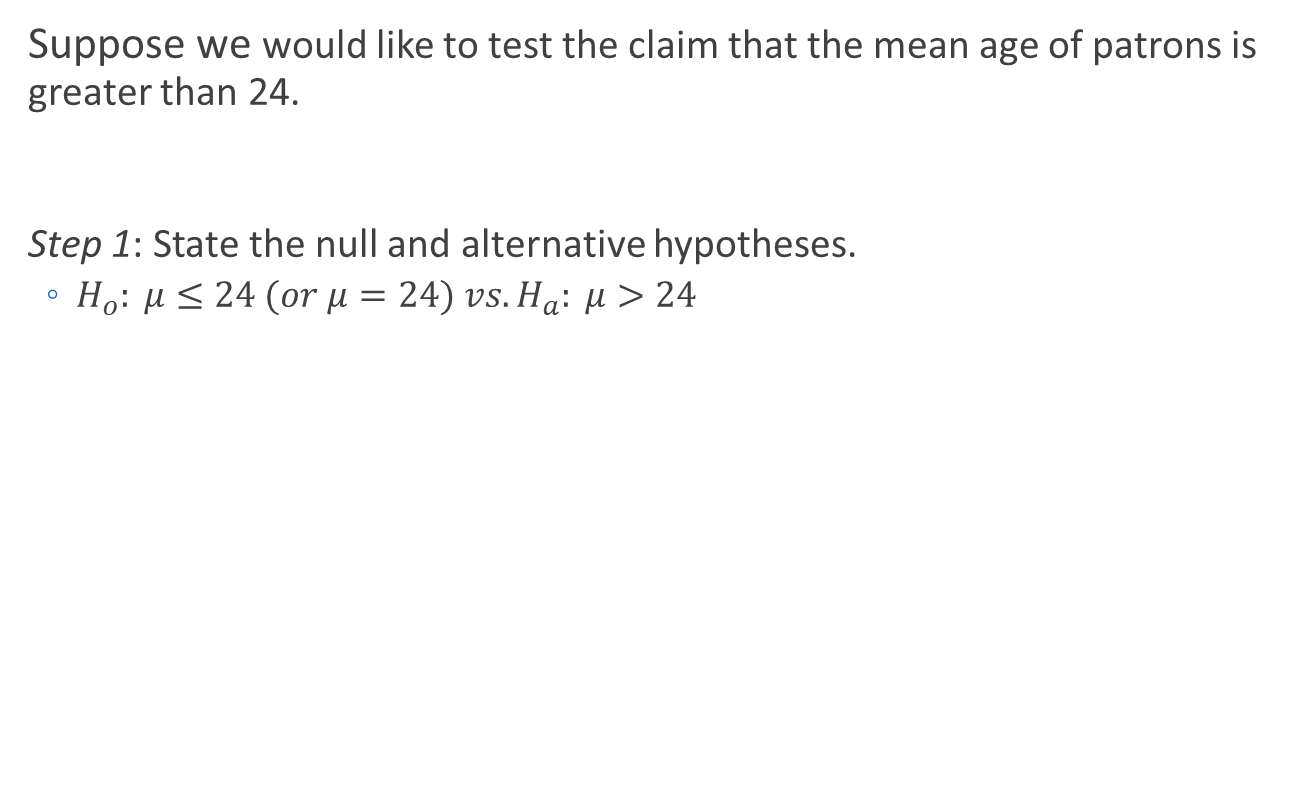 Suppose we would like to test the claim that the mean age of patrons is
greater than 24.
Step 1: State the null and alternative hypotheses.
◦ Hₒ: μ ≤ 24 (or μ = 24) vs. Hₐ: μ > 24